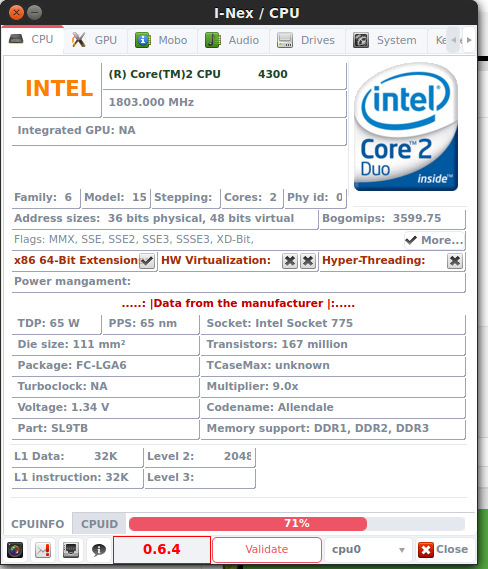 I-Nex / CPU
CPU GPU Mobo Audio Drives System Ke
INTEL
(R) Core(TM)2 CPU 4300
1803.000 MHz
Integrated GPU: NA
intel
Core™2
Duo
inside™
Family: 6 Model: 15 Stepping: Cores: 2 Phy id: 0
Address sizes: 36 bits physical, 48 bits virtual Bogomips: 3599.75
Flags: MMX, SSE, SSE2, SSE3, SSSE3, XD-Bit, More...
x86 64-Bit Extension HW Virtualization: Hyper-Threading:
Power mangament:
.....: |Data from the manufacturer |:.....
TDP: 65 W PPS: 65 nm Socket: Intel Socket 775
Die size: 111 mm² Transistors: 167 million
Package: FC-LGA6 TCaseMax: unknown
Turboclock: NA Multiplier: 9.0x
Voltage: 1.34 V Codename: Allendale
Part: SL9TB Memory support: DDR1, DDR2, DDR3
L1 Data: 32K Level 2: 2048
L1 instruction: 32K Level 3:
CPUINFO CPUID 71%
0.6.4 Validate cpu0 Close